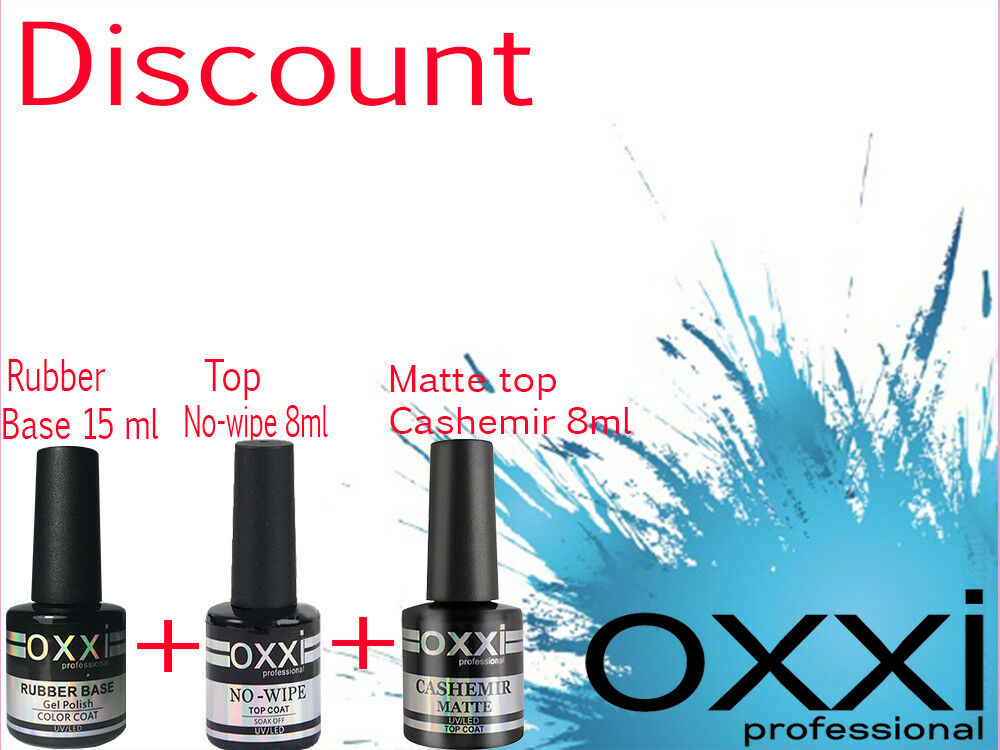 Discount
Rubber
Base 15 ml
Top
No-wipe 8ml
Matte top
Cashemir 8ml
OXXI
professional
RUBBER BASE
Gel Polish
COLOR COAT
UV/LED
+
OXXI
professional
NO-WIPE
TOP COAT
SOAK OFF
UV/LED
+
OXXI
professional
CASHEMIR
MATTE
UV/LED
TOP COAT
oxxi
professional